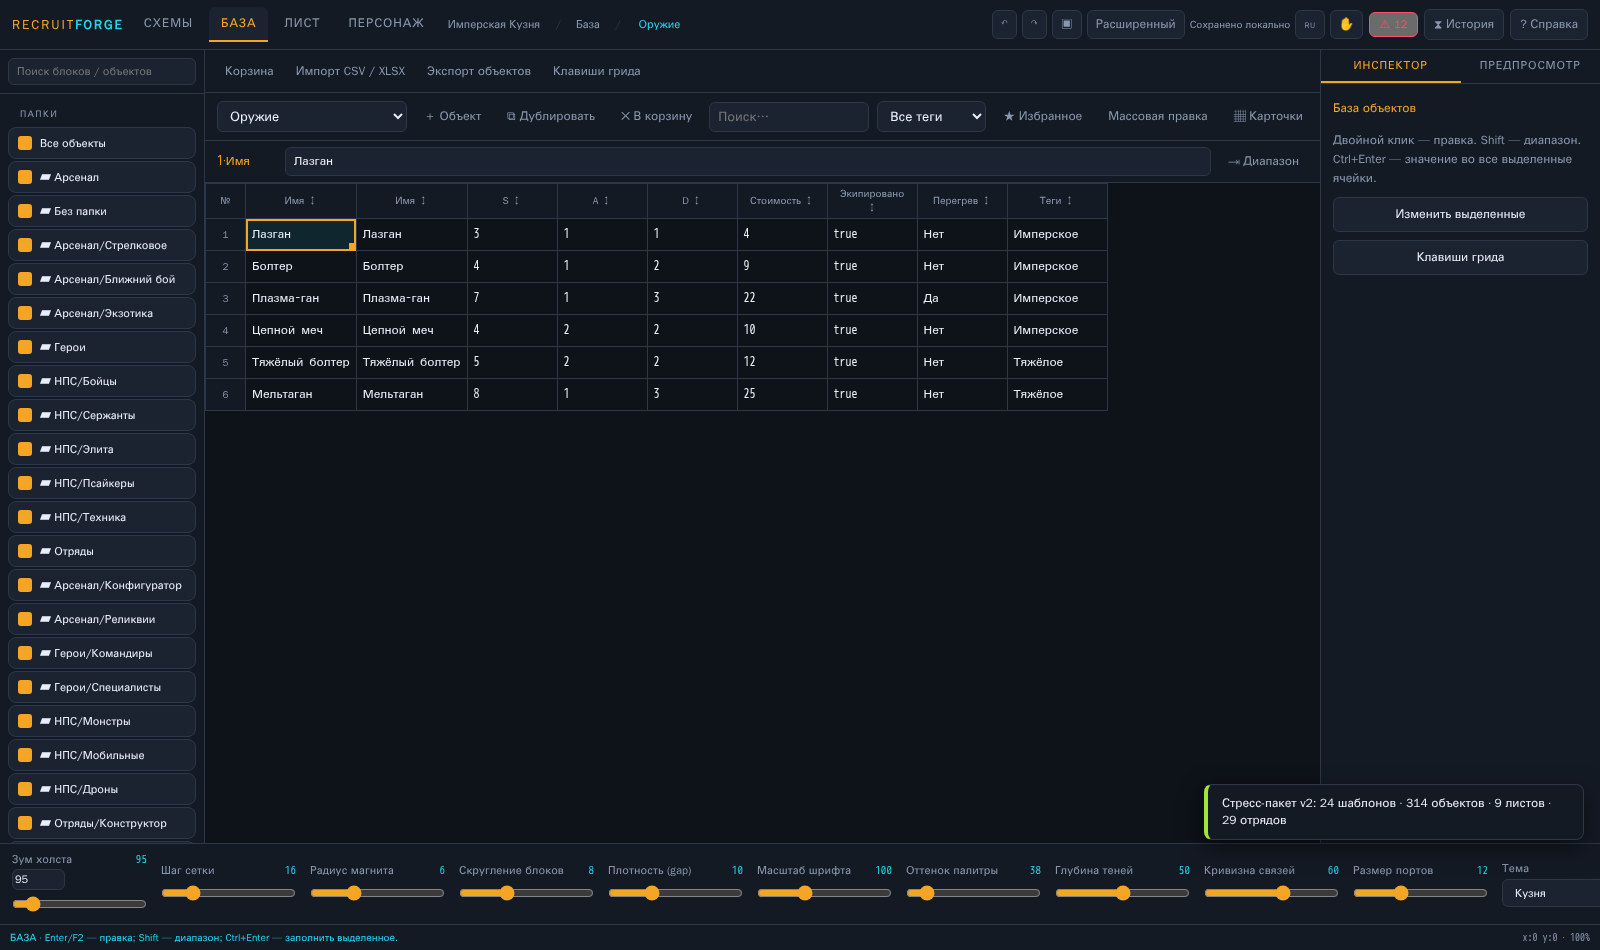 RECRUITFORGE СХЕМЫ БАЗА ЛИСТ ПЕРСОНАЖ Имперская Кузня / База / Оружие Расширенный Сохранено локально RU ⚠ 12 История ? Справка
Поиск блоков / объектов
ПАПКИ
Все объекты
Арсенал
Без папки
Арсенал/Стрелковое
Арсенал/Ближний бой
Арсенал/Экзотика
Герои
НПС/Бойцы
НПС/Сержанты
НПС/Элита
НПС/Псайкеры
НПС/Техника
Отряды
Арсенал/Конфигуратор
Арсенал/Реликвии
Герои/Командиры
Герои/Специалисты
НПС/Монстры
НПС/Мобильные
НПС/Дроны
Отряды/Конструктор
Корзина Импорт CSV / XLSX Экспорт объектов Клавиши грида
Оружие + Объект Дублировать × В корзину Поиск… Все теги ★ Избранное Массовая правка Карточки
1·Имя Лазган → Диапазон
№ Имя ↕ Имя ↕ S ↕ A ↕ D ↕ Стоимость ↕ Экипировано ↕ Перегрев ↕ Теги ↕
1 Лазган Лазган 3 1 1 4 true Нет Имперское
2 Болтер Болтер 4 1 2 9 true Нет Имперское
3 Плазма-ган Плазма-ган 7 1 3 22 true Да Имперское
4 Цепной меч Цепной меч 4 2 2 10 true Нет Имперское
5 Тяжёлый болтер Тяжёлый болтер 5 2 2 12 true Нет Тяжёлое
6 Мельтаган Мельтаган 8 1 3 25 true Нет Тяжёлое
ИНСПЕКТОР ПРЕДПРОСМОТР
База объектов
Двойной клик — правка. Shift — диапазон.
Ctrl+Enter — значение во все выделенные
ячейки.
Изменить выделенные
Клавиши грида
Стресс-пакет v2: 24 шаблонов · 314 объектов · 9 листов ·
29 отрядов
Зум холста 95
95
Шаг сетки 16
Радиус магнита 6
Скругление блоков 8
Плотность (gap) 10
Масштаб шрифта 100
Оттенок палитры 38
Глубина теней 50
Кривизна связей 60
Размер портов 12
Тема
Кузня
БАЗА · Enter/F2 — правка; Shift — диапазон; Ctrl+Enter — заполнить выделенное. x:0 y:0 · 100%